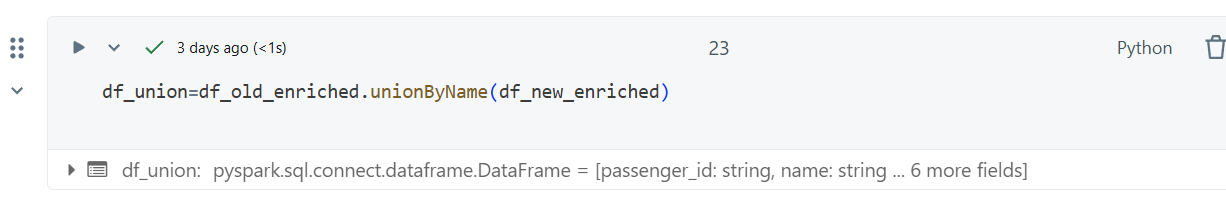 3 days ago (<1s)
23
Python
df_union=df_old_enriched.unionByName(df_new_enriched)
df_union: pyspark.sql.connect.dataframe.DataFrame = [passenger_id: string, name: string ... 6 more fields]